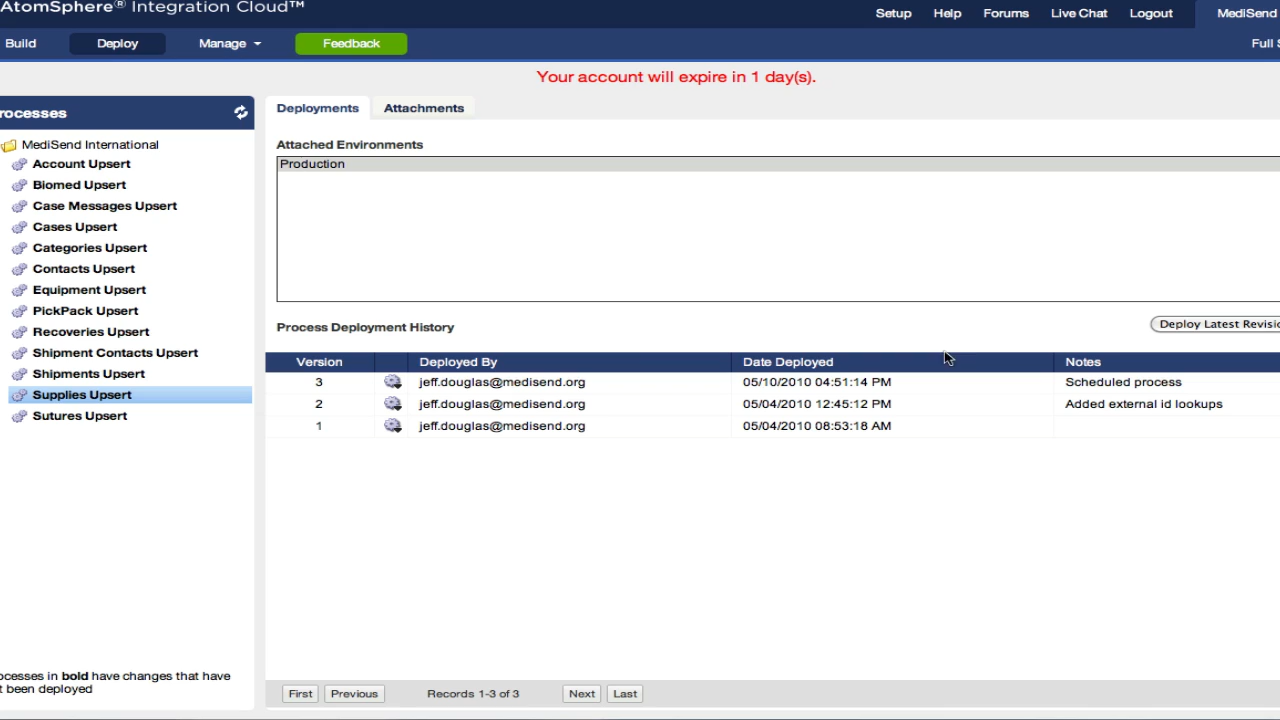 AtomSphere® Integration Cloud™
Setup Help Forums Live Chat Logout MediSend
Build Deploy Manage Feedback Full
Your account will expire in 1 day(s).
rocesses
MediSend International
Account Upsert
Biomed Upsert
Case Messages Upsert
Cases Upsert
Categories Upsert
Contacts Upsert
Equipment Upsert
PickPack Upsert
Recoveries Upsert
Shipment Contacts Upsert
Shipments Upsert
Supplies Upsert
Sutures Upsert
ocesses in bold have changes that have
t been deployed
Deployments Attachments
Attached Environments
Production
Process Deployment History
Deploy Latest Revisio
Version Deployed By Date Deployed Notes
3 jeff.douglas@medisend.org 05/10/2010 04:51:14 PM Scheduled process
2 jeff.douglas@medisend.org 05/04/2010 12:45:12 PM Added external id lookups
1 jeff.douglas@medisend.org 05/04/2010 08:53:18 AM
First Previous Records 1-3 of 3 Next Last